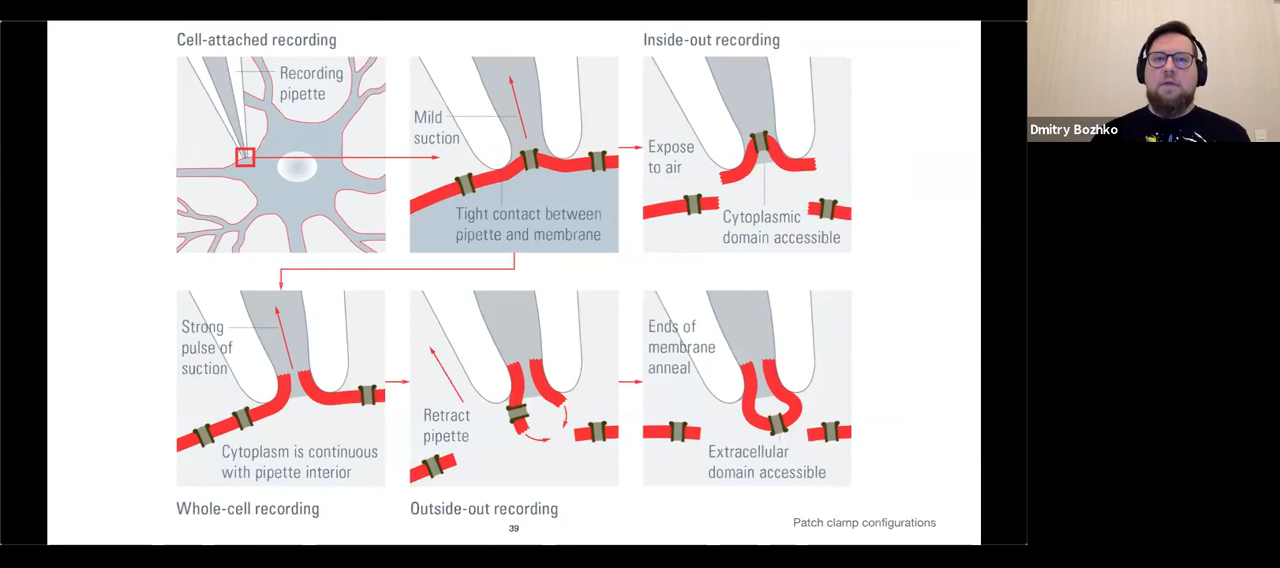 Cell-attached recording
Recording
pipette
Mild
suction
Tight contact between
pipette and membrane
Inside-out recording
Expose
to air
Cytoplasmic
domain accessible
Strong
pulse of
suction
Cytoplasm is continuous
with pipette interior
Whole-cell recording
Retract
pipette
Outside-out recording
Ends of
membrane
anneal
Extracellular
domain accessible
39
Patch clamp configurations
Dmitry Bozhko